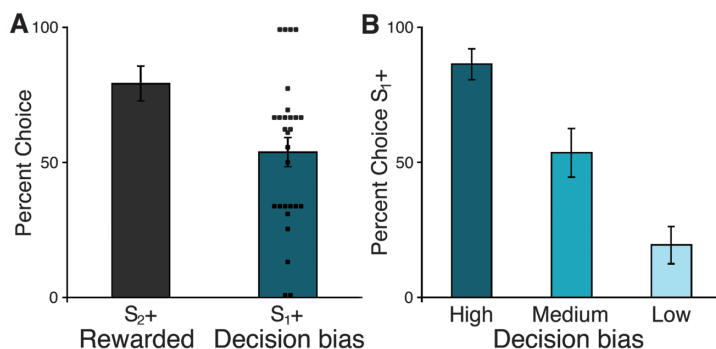 A
Percent Choice
100
50
0
S₂+
Rewarded
S₁+
Decision bias
B
Percent Choice S₁+
100
50
0
High
Medium
Low
Decision bias